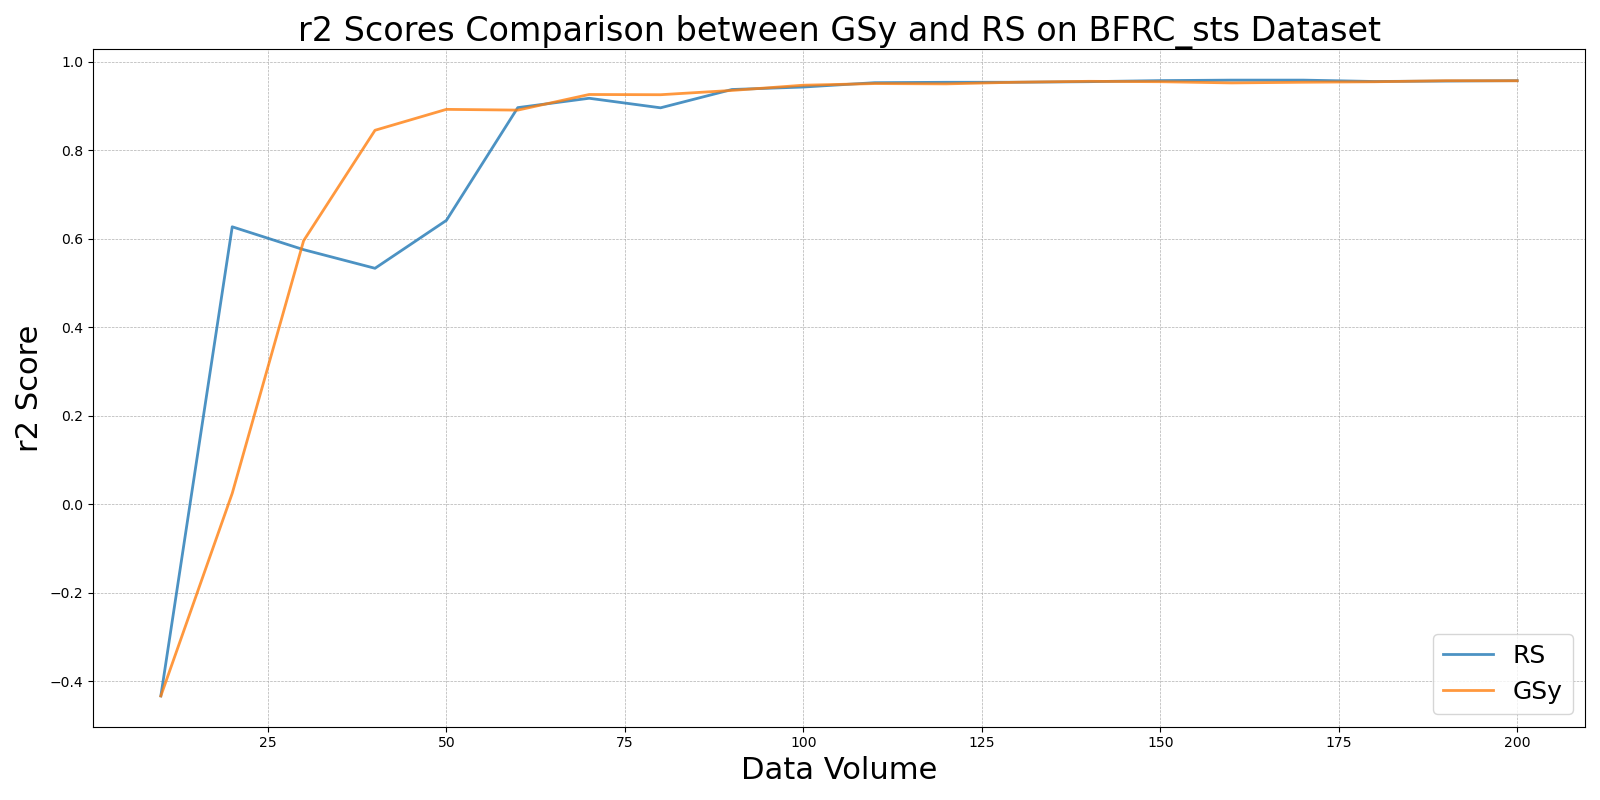 r2 Scores Comparison between GSy and RS on BFRC_sts Dataset
1.0
0.8
0.6
0.4
0.2
0.0
−0.2
−0.4
r2 Score
RS
GSy
25 50 75 100 125 150 175 200
Data Volume